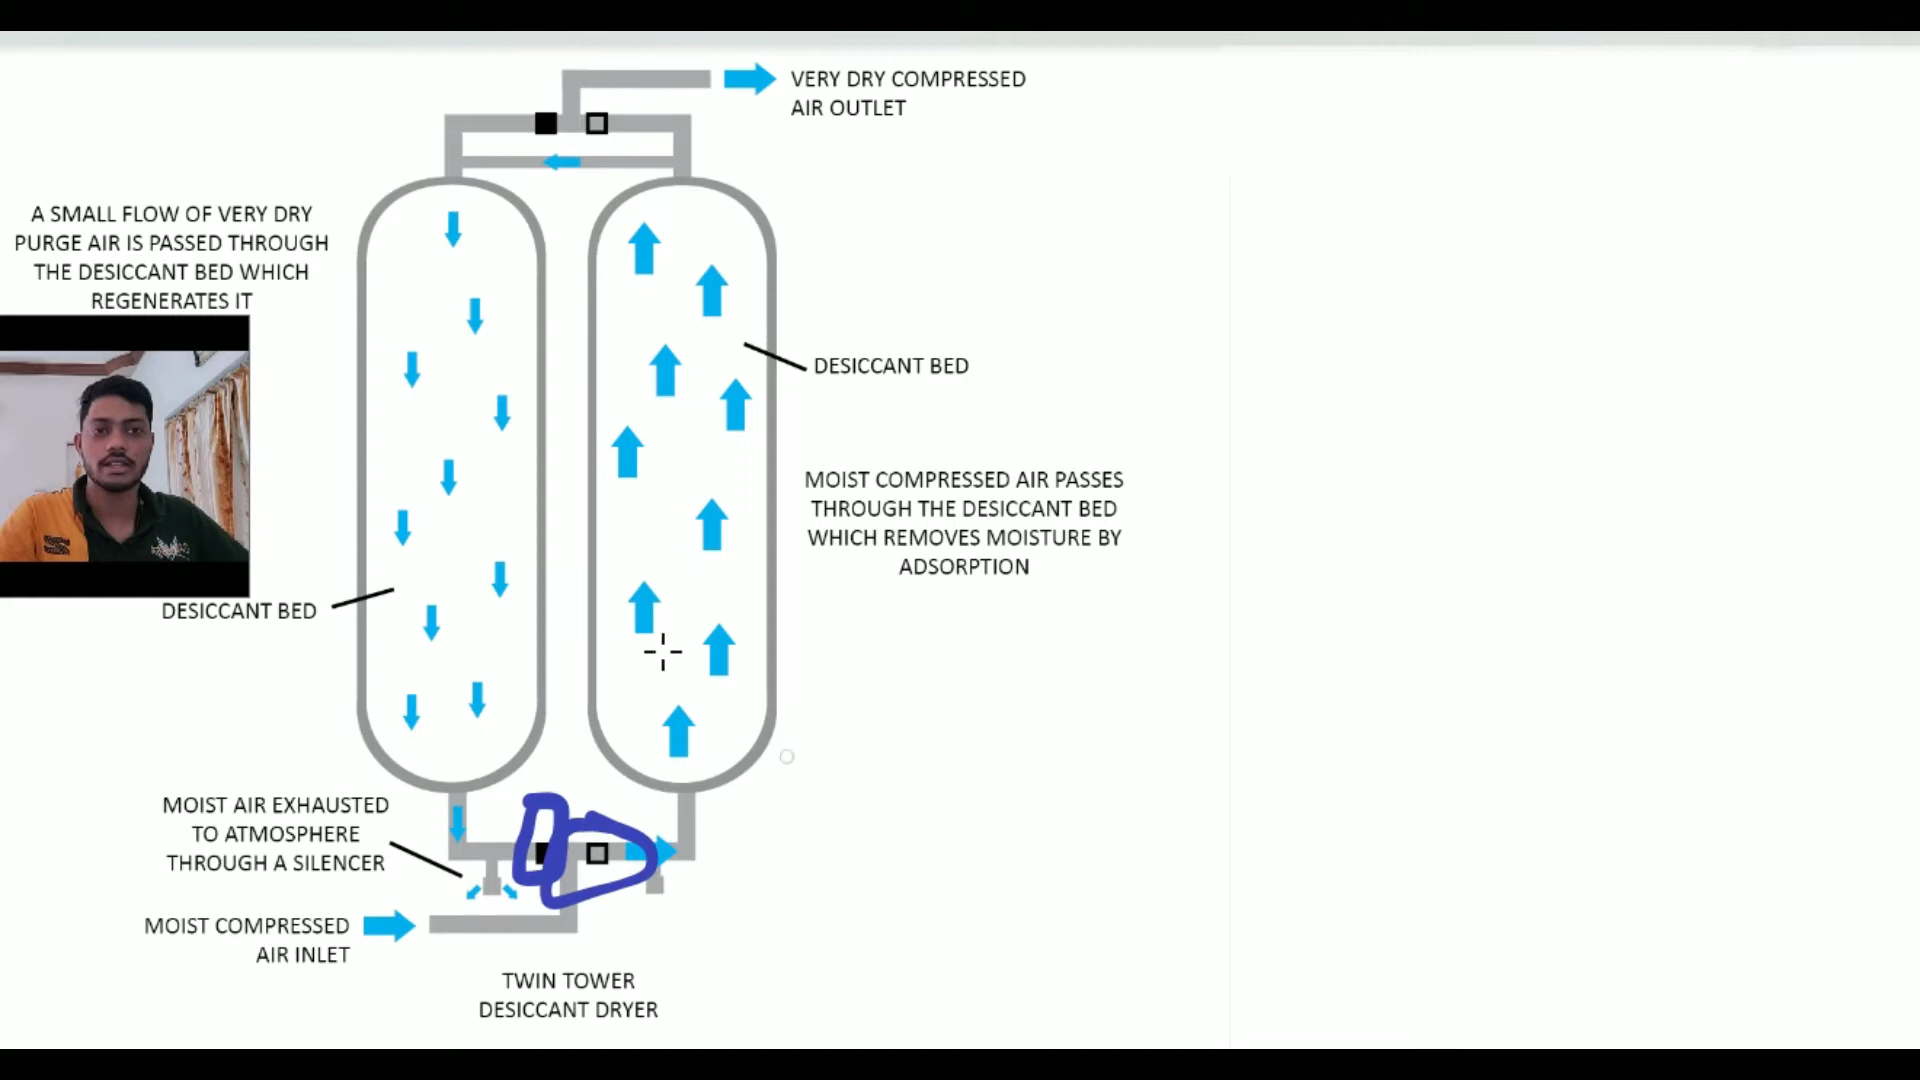 VERY DRY COMPRESSED
AIR OUTLET
A SMALL FLOW OF VERY DRY
PURGE AIR IS PASSED THROUGH
THE DESICCANT BED WHICH
REGENERATES IT
DESICCANT BED
MOIST COMPRESSED AIR PASSES
THROUGH THE DESICCANT BED
WHICH REMOVES MOISTURE BY
ADSORPTION
DESICCANT BED
MOIST AIR EXHAUSTED
TO ATMOSPHERE
THROUGH A SILENCER
MOIST COMPRESSED
AIR INLET
TWIN TOWER
DESICCANT DRYER